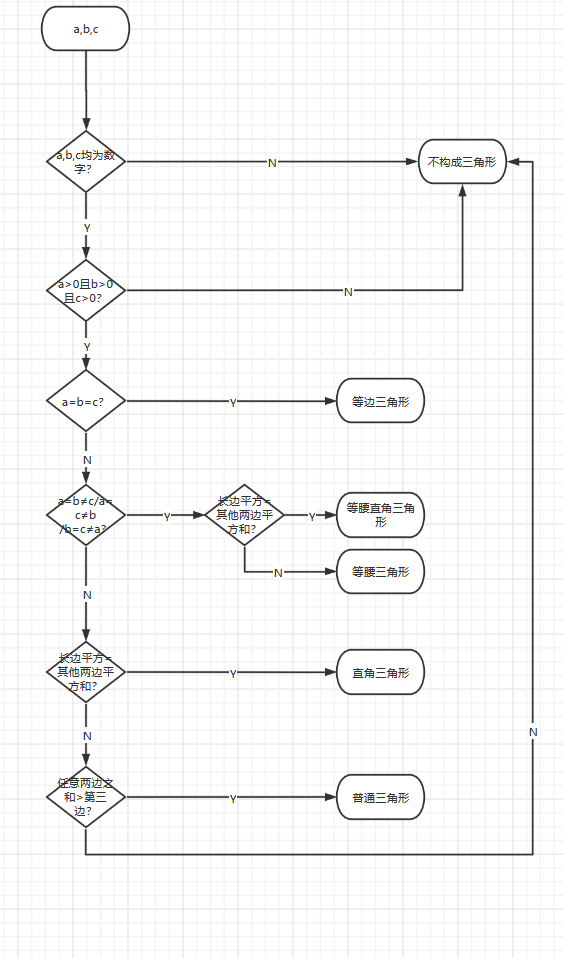 a,b,c
a,b,c均为数
字?
N
不构成三角形
Y
a>0且b>0
且c>0?
N
Y
a=b=c?
Y
等边三角形
N
a=b≠c/a=
c≠b
/b=c≠a?
Y
长边平方=
其他两边平
方和?
Y
等腰直角三角
形
N
等腰三角形
N
长边平方=
其他两边平
方和?
Y
直角三角形
N
N
任意两边之
和>第三
边?
Y
普通三角形